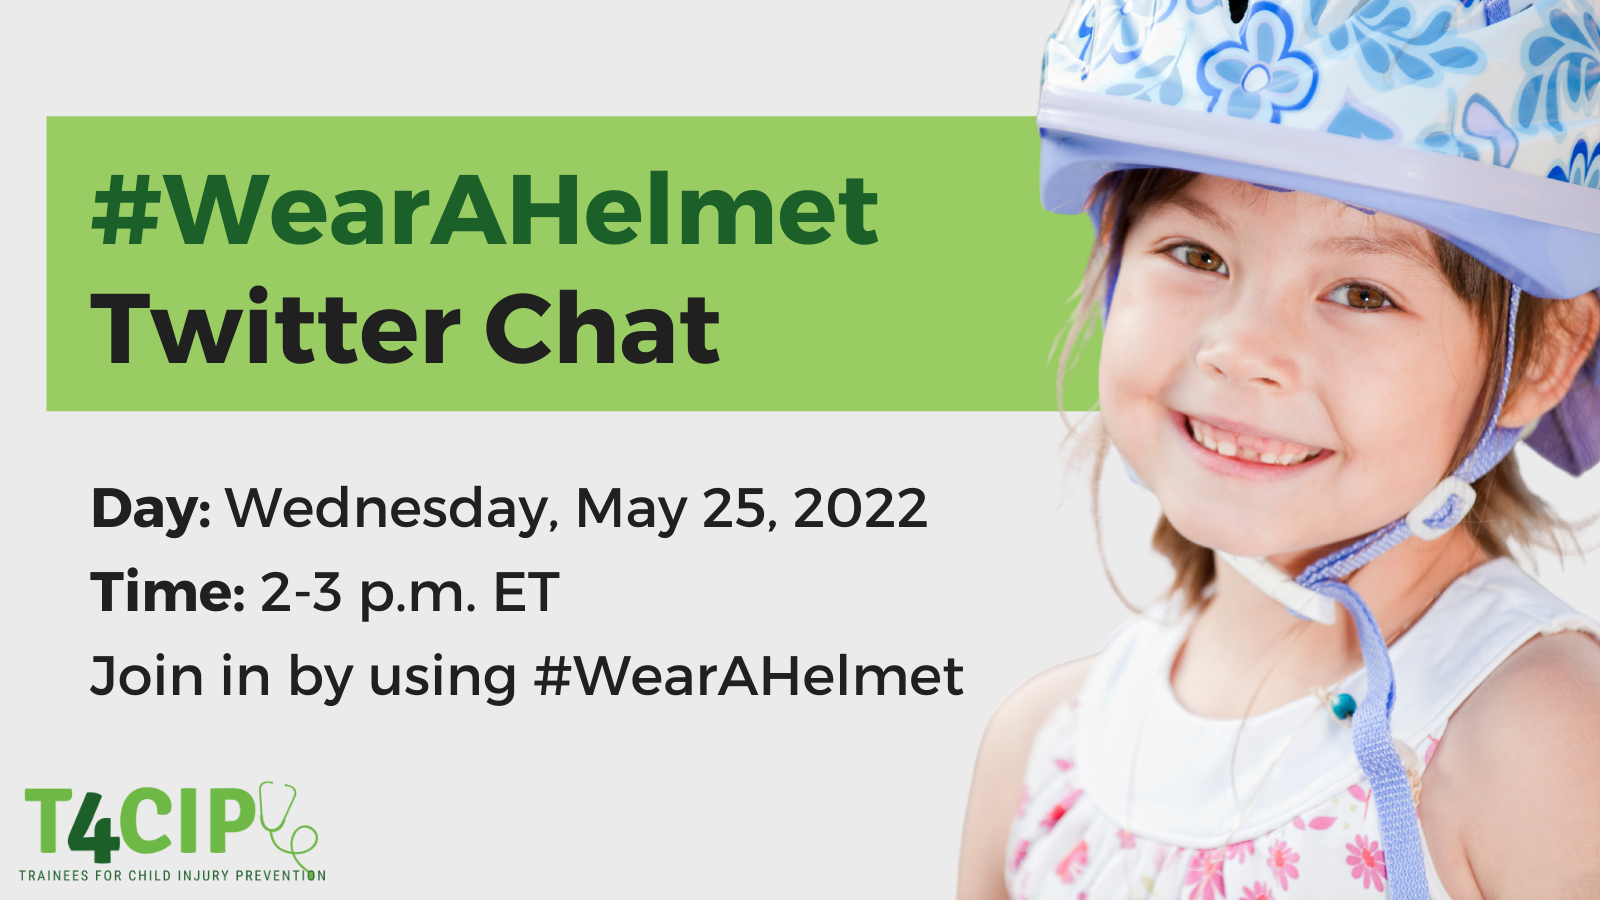 #WearAHelmet
Twitter Chat
Day: Wednesday, May 25, 2022
Time: 2-3 p.m. ET
Join in by using #WearAHelmet
T4CIP
TRAINEES FOR CHILD INJURY PREVENTION